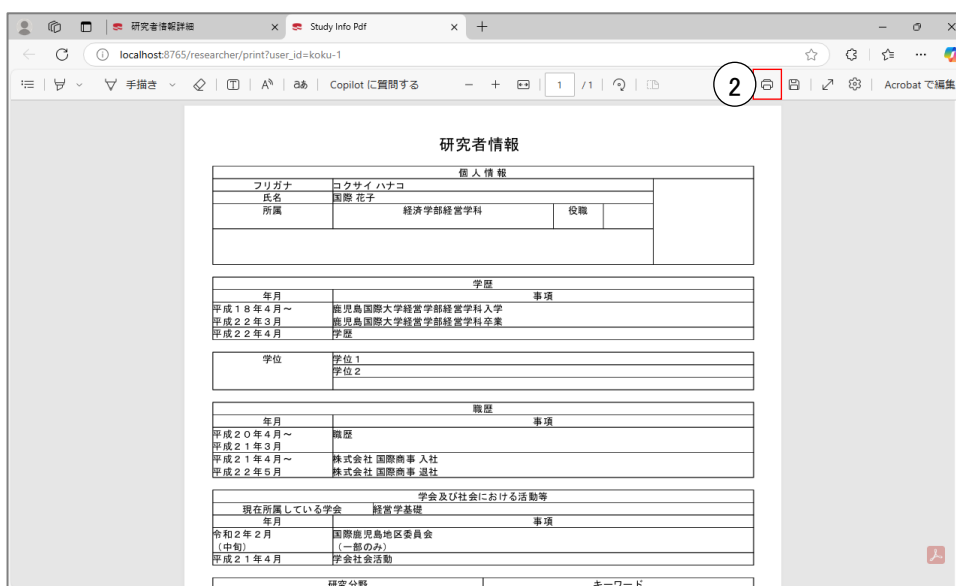 研究者情報詳細 Study Info Pdf
localhost:8765/researcher/print?user_id=koku-1
手描き Copilot に質問する 1 /1 ② Acrobat で編集
研究者情報
個人情報
フリガナ コクサイ ハナコ
氏名 国際 花子
所属 経済学部経営学科 役職
学歴
年月 事項
平成18年4月～ 鹿児島国際大学経営学部経営学科入学
平成22年3月 鹿児島国際大学経営学部経営学科卒業
平成22年4月 学歴
学位 学位1
学位2
職歴
年月 事項
平成20年4月～ 職歴
平成21年3月
平成21年4月～ 株式会社 国際商事 入社
平成22年5月 株式会社 国際商事 退社
学会及び社会における活動等
現在所属している学会 経営学基礎
年月 事項
令和2年2月 国際鹿児島地区委員会
（中旬） （一部のみ）
平成21年4月 学会社会活動
研究分野 キーワード